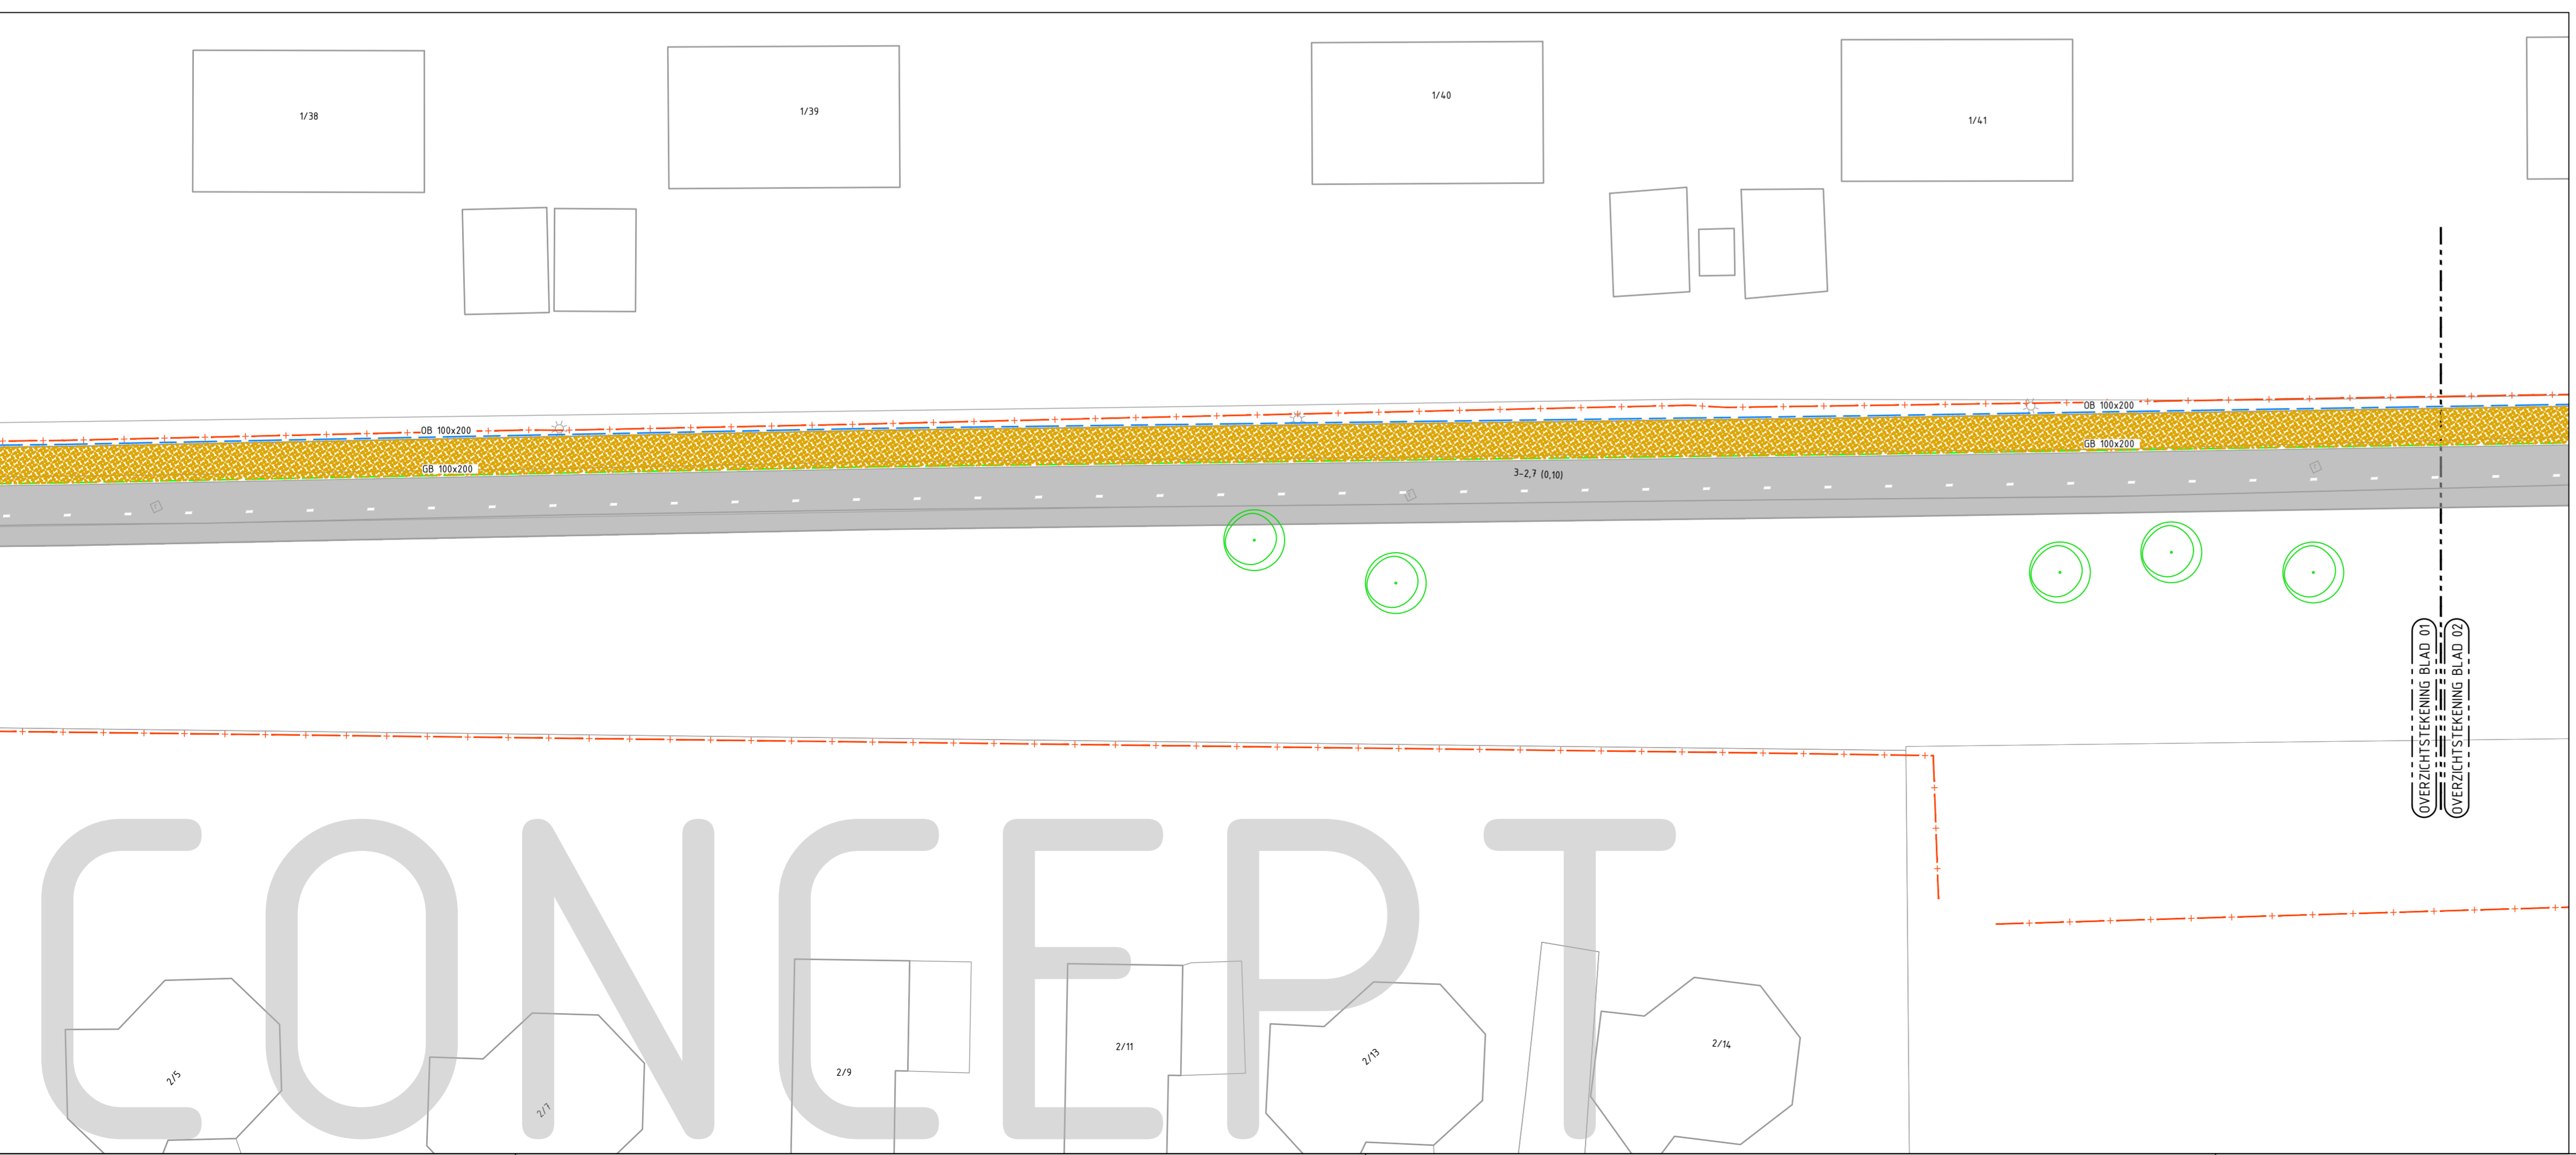 1/38
1/39
1/40
1/41
OB 100x200
OB 100x200
GB 100x200
GB 100x200
3-2,7 (0,10)
OVERZICHTSTEKENING BLAD 01
OVERZICHTSTEKENING BLAD 02
CONCEPT
2/5
2/7
2/9
2/11
2/13
2/14